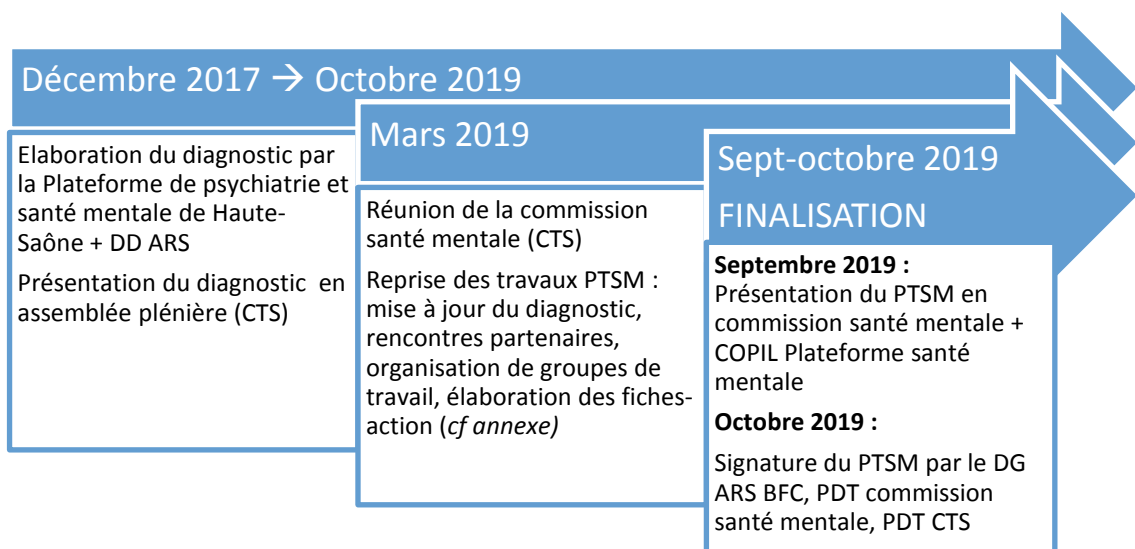 Décembre 2017 → Octobre 2019
Elaboration du diagnostic par
la Plateforme de psychiatrie et
santé mentale de Haute-
Saône + DD ARS
Présentation du diagnostic en
assemblée plénière (CTS)
Mars 2019
Réunion de la commission
santé mentale (CTS)
Reprise des travaux PTSM :
mise à jour du diagnostic,
rencontres partenaires,
organisation de groupes de
travail, élaboration des fiches-
action (cf annexe)
Sept-octobre 2019
FINALISATION
Septembre 2019 :
Présentation du PTSM en
commission santé mentale +
COPIL Plateforme santé
mentale
Octobre 2019 :
Signature du PTSM par le DG
ARS BFC, PDT commission
santé mentale, PDT CTS